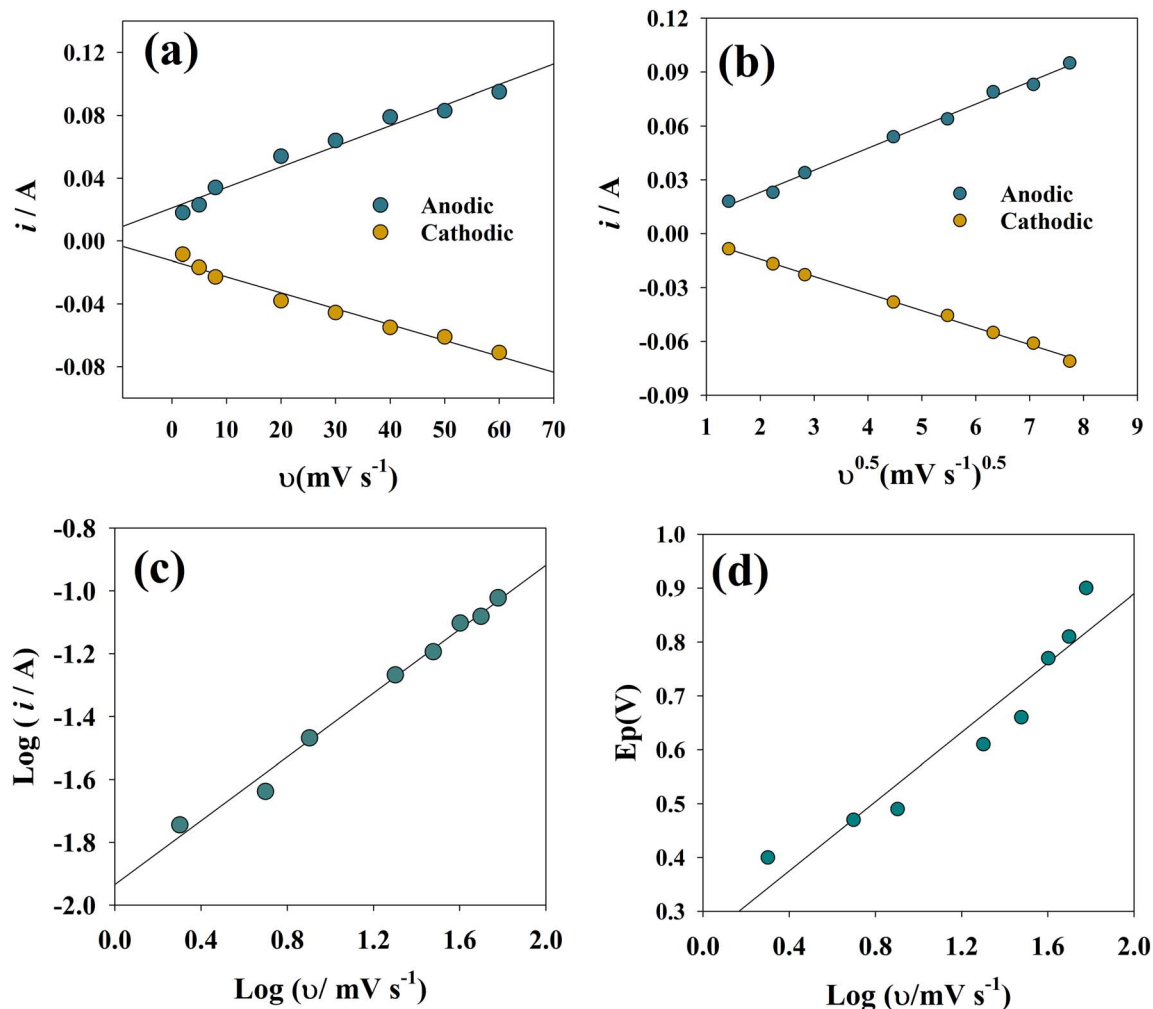 (a)
0.12
0.08
0.04
0.00
-0.04
-0.08
i / A
Anodic
Cathodic
0 10 20 30 40 50 60 70
υ(mV s⁻¹)
(b)
0.12
0.09
0.06
0.03
0.00
-0.03
-0.06
-0.09
i / A
Anodic
Cathodic
1 2 3 4 5 6 7 8 9
υ⁰·⁵(mV s⁻¹)⁰·⁵
(c)
-0.8
-1.0
-1.2
-1.4
-1.6
-1.8
-2.0
Log ( i / A)
0.0 0.4 0.8 1.2 1.6 2.0
Log (υ/ mV s⁻¹)
(d)
1.0
0.9
0.8
0.7
0.6
0.5
0.4
0.3
Ep(V)
0.0 0.4 0.8 1.2 1.6 2.0
Log (υ/mV s⁻¹)